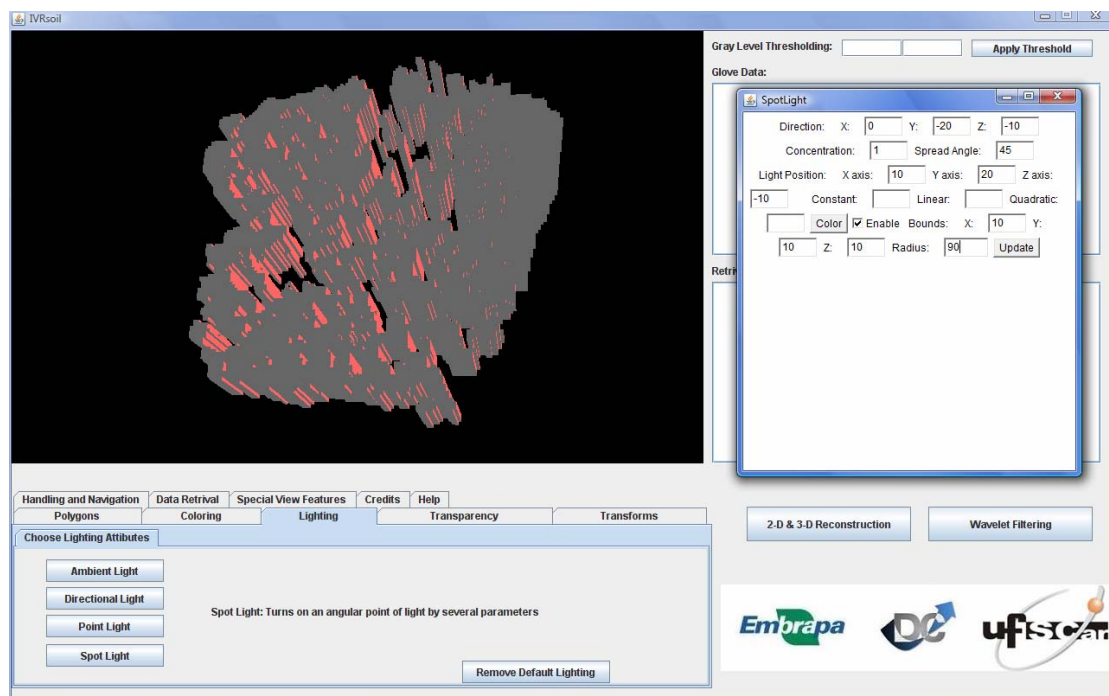 IVRsoil
Gray Level Thresholding:
Apply Threshold
Glove Data:
SpotLight
Direction: X: 0 Y: -20 Z: -10
Concentration: 1 Spread Angle: 45
Light Position: X axis: 10 Y axis: 20 Z axis:
-10 Constant: Linear: Quadratic:
Color Enable Bounds: X: 10 Y:
10 Z: 10 Radius: 90 Update
Handling and Navigation Data Retrival Special View Features Credits Help
Polygons Coloring Lighting Transparency Transforms
Choose Lighting Attibutes
Ambient Light
Directional Light
Point Light
Spot Light
Spot Light: Turns on an angular point of light by several parameters
Remove Default Lighting
2-D & 3-D Reconstruction
Wavelet Filtering
Embrapa
DC
ufscar